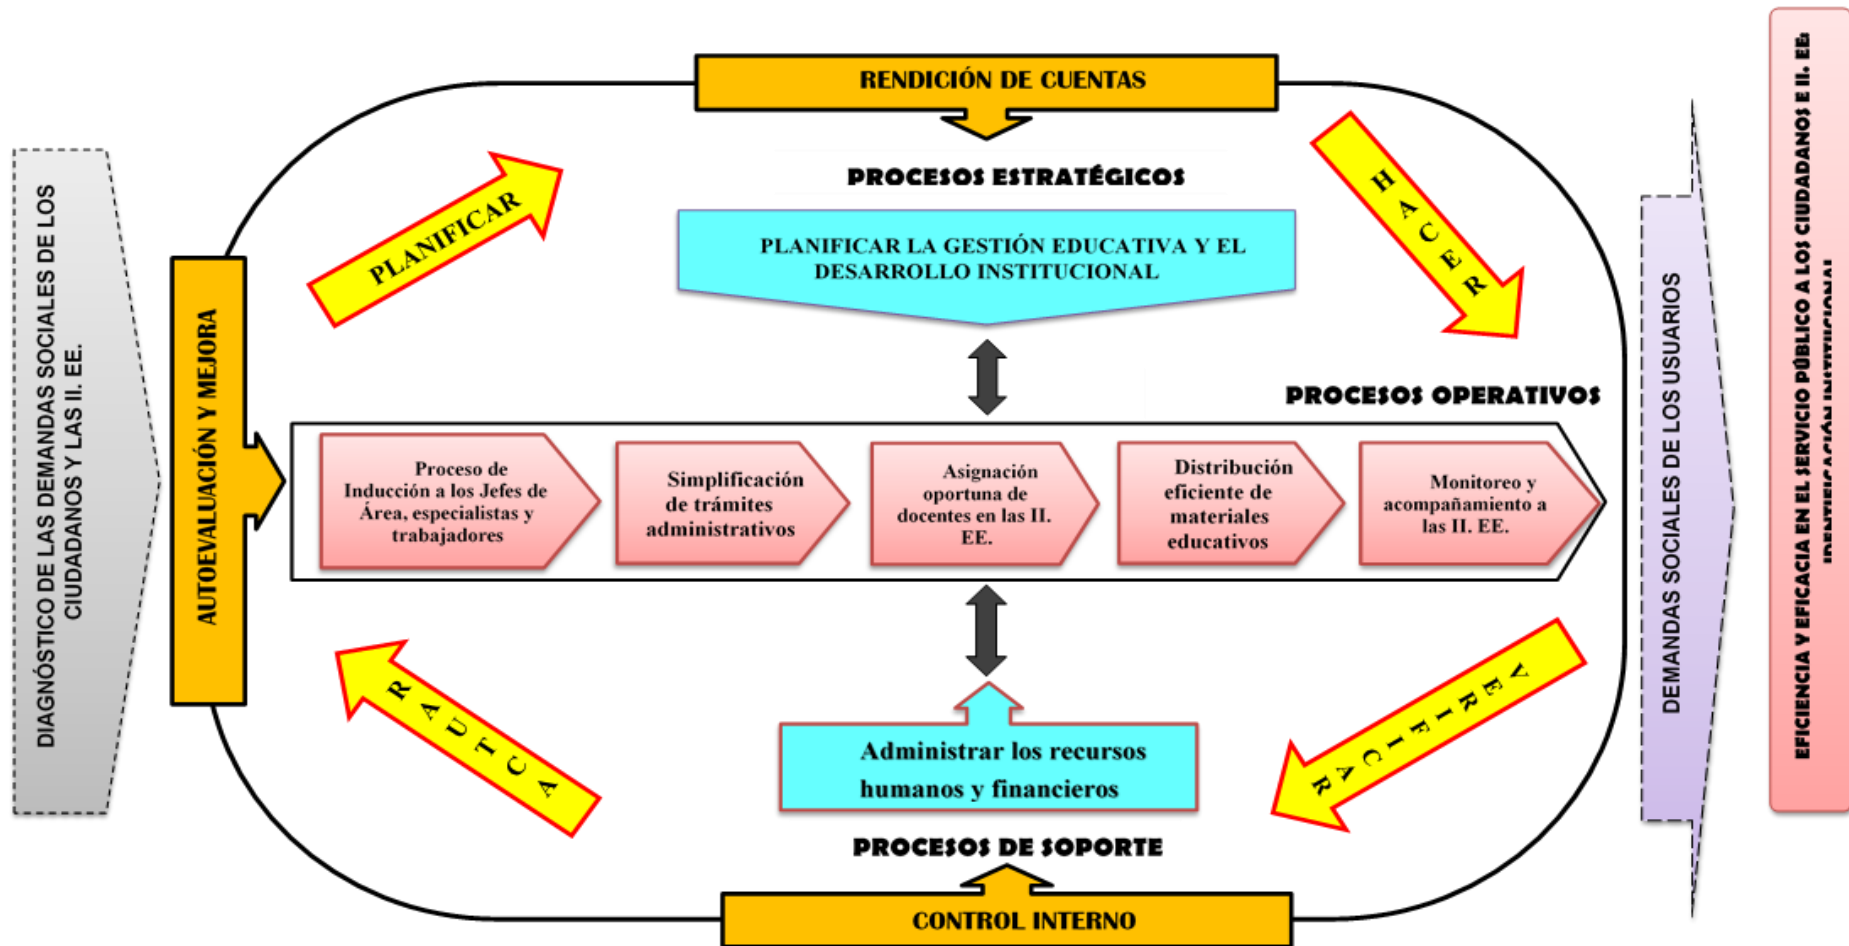 DIAGNÓSTICO DE LAS DEMANDAS SOCIALES DE LOS
CIUDADANOS Y LAS II. EE.
AUTOEVALUACIÓN Y MEJORA
RENDICIÓN DE CUENTAS
PROCESOS ESTRATÉGICOS
PLANIFICAR LA GESTIÓN EDUCATIVA Y EL
DESARROLLO INSTITUCIONAL
PLANIFICAR
HACER
PROCESOS OPERATIVOS
Proceso de
Inducción a los Jefes de
Área, especialistas y
trabajadores
Simplificación
de trámites
administrativos
Asignación
oportuna de
docentes en las II.
EE.
Distribución
eficiente de
materiales
educativos
Monitoreo y
acompañamiento a
las II. EE.
ACTUAR
VERIFICAR
Administrar los recursos
humanos y financieros
PROCESOS DE SOPORTE
CONTROL INTERNO
DEMANDAS SOCIALES DE LOS USUARIOS
EFICIENCIA Y EFICACIA EN EL SERVICIO PÚBLICO A LOS CIUDADANOS E II. EE
IDENTIFICACIÓN INSTITUCIONAL